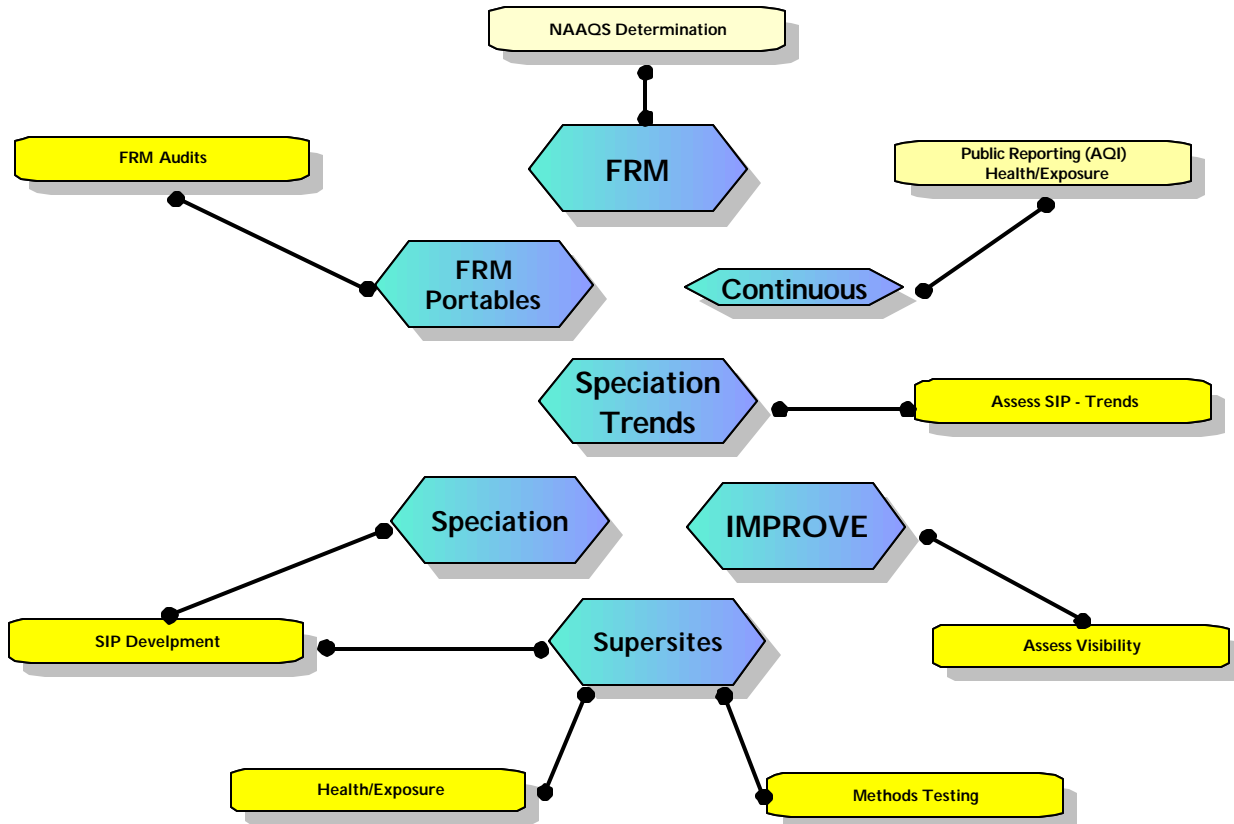 NAAQS Determination
FRM Audits
FRM
Public Reporting (AQI)
Health/Exposure
FRM
Portables
Continuous
Speciation
Trends
Assess SIP - Trends
Speciation
IMPROVE
SIP Develpment
Supersites
Assess Visibility
Health/Exposure
Methods Testing